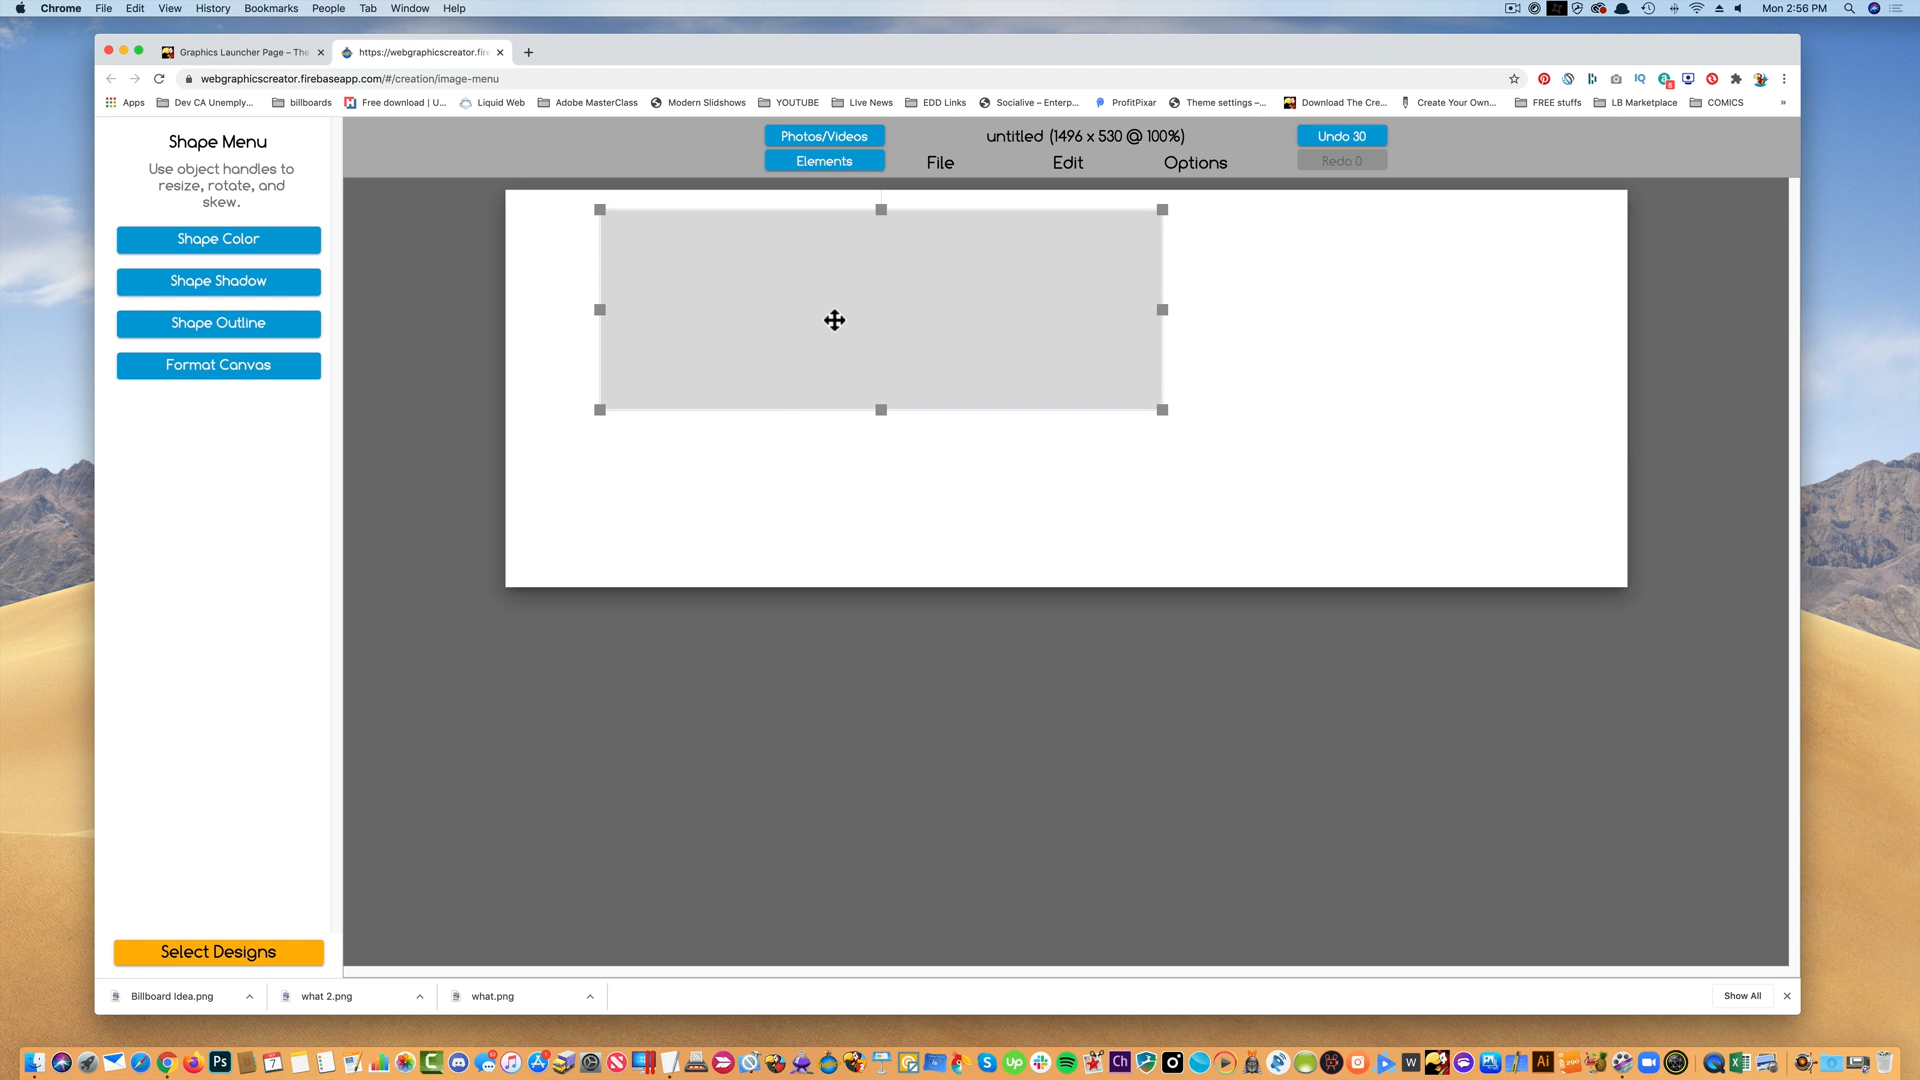 Chrome File Edit View History Bookmarks People Tab Window Help Mon 2:56 PM
Graphics Launcher Page – The https://webgraphicscreator.fire
webgraphicscreator.firebaseapp.com/#/creation/image-menu
Apps Dev CA Unemply... billboards Free download | U... Liquid Web Adobe MasterClass Modern Slidshows YOUTUBE LIve News EDD Links Socialive – Enterp... ProfitPixar Theme settings –... Download The Cre... Create Your Own... FREE stuffs LB Marketplace COMICS »
Shape Menu
Use object handles to
resize, rotate, and
skew.
Shape Color
Shape Shadow
Shape Outline
Format Canvas
Photos/Videos untitled (1496 x 530 @ 100%) Undo 30
Elements File Edit Options Redo 0
Select Designs
Billboard Idea.png what 2.png what.png Show All